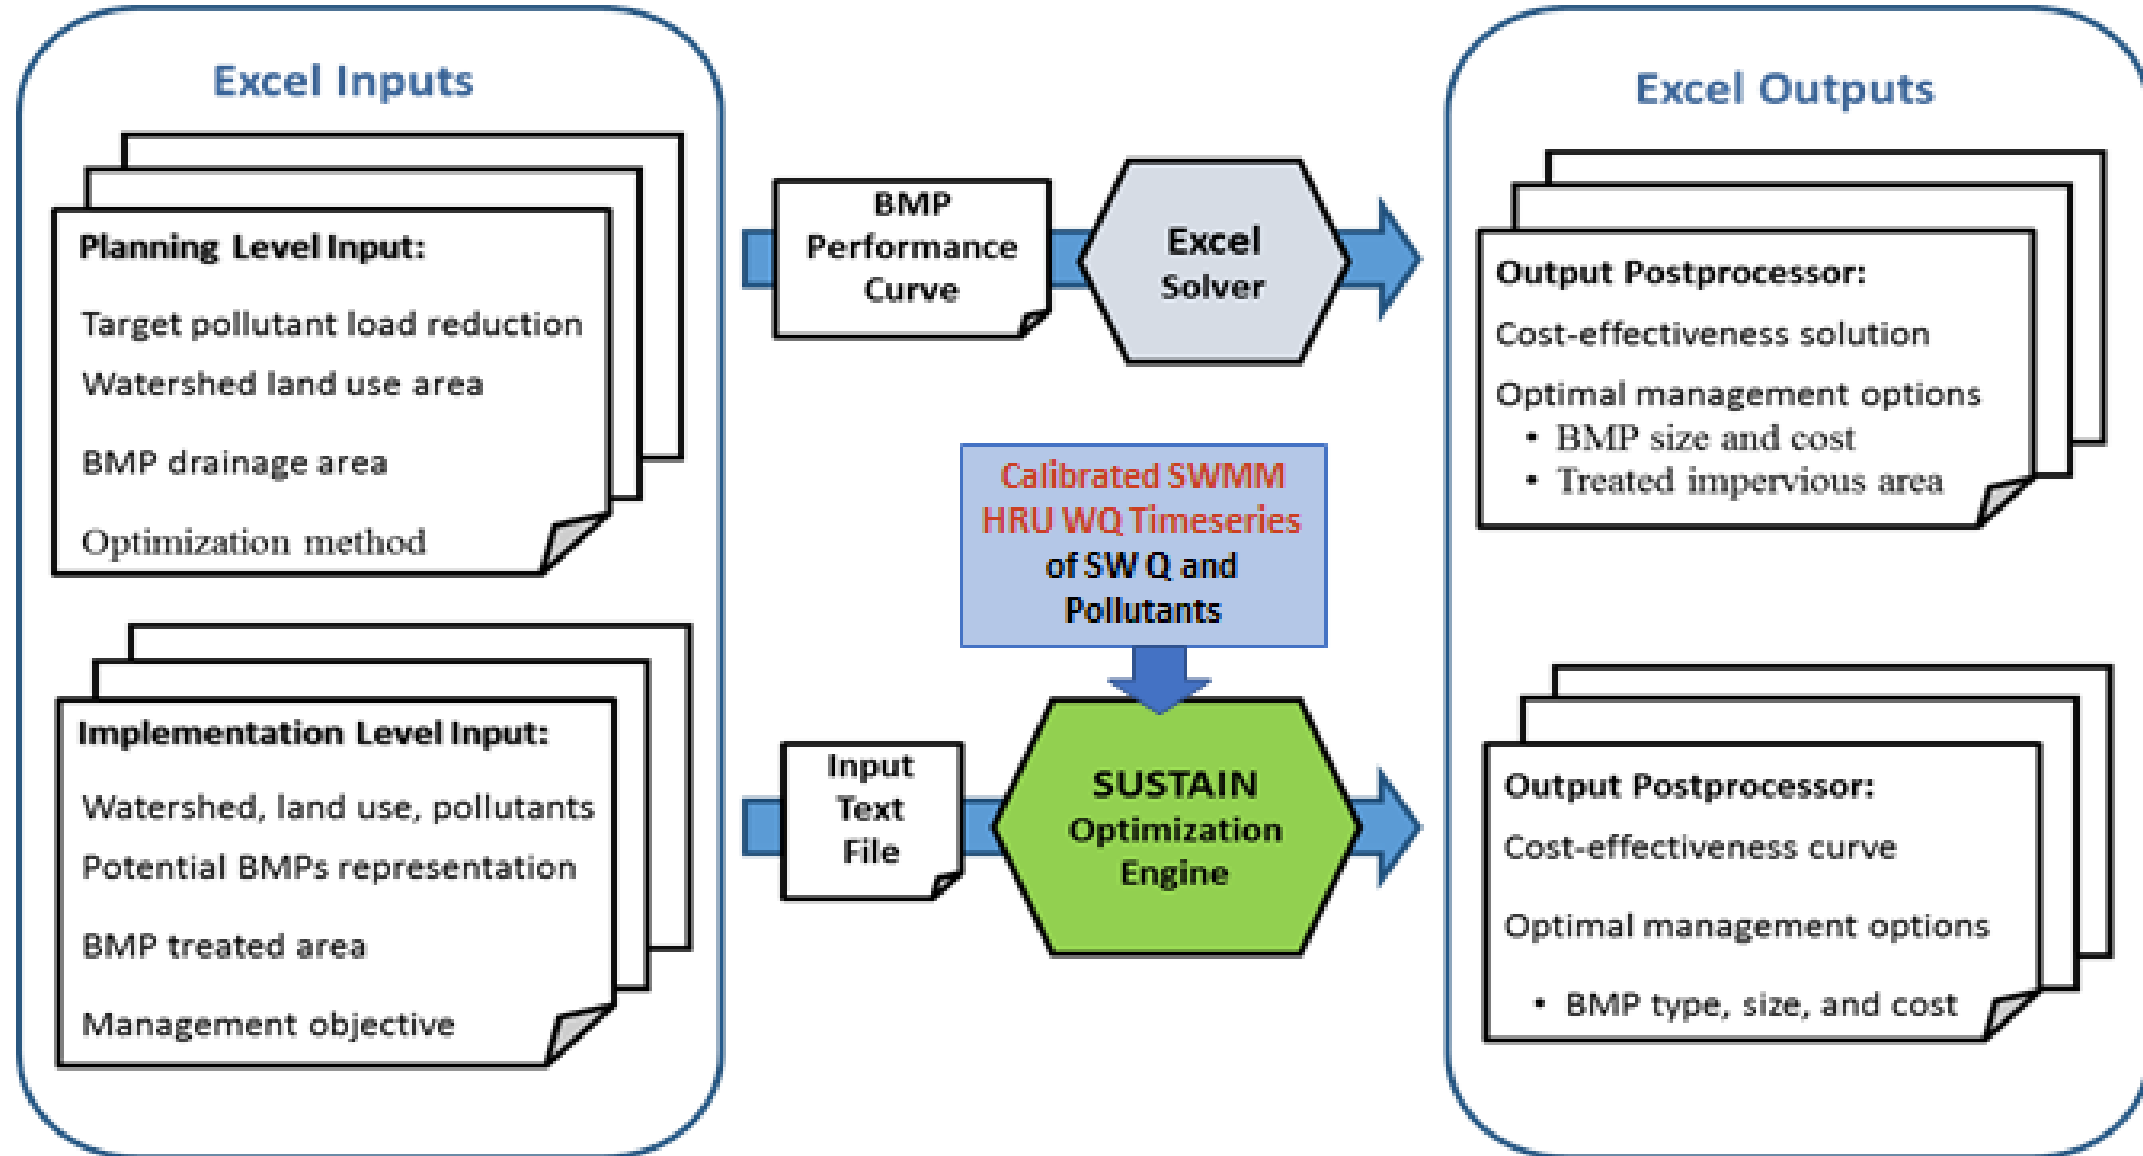 Excel Inputs
Planning Level Input:
Target pollutant load reduction
Watershed land use area
BMP drainage area
Optimization method
Implementation Level Input:
Watershed, land use, pollutants
Potential BMPs representation
BMP treated area
Management objective
BMP
Performance
Curve
Excel
Solver
Calibrated SWMM
HRU WQ Timeseries
of SW Q and
Pollutants
Input
Text
File
SUSTAIN
Optimization
Engine
Excel Outputs
Output Postprocessor:
Cost-effectiveness solution
Optimal management options
• BMP size and cost
• Treated impervious area
Output Postprocessor:
Cost-effectiveness curve
Optimal management options
• BMP type, size, and cost